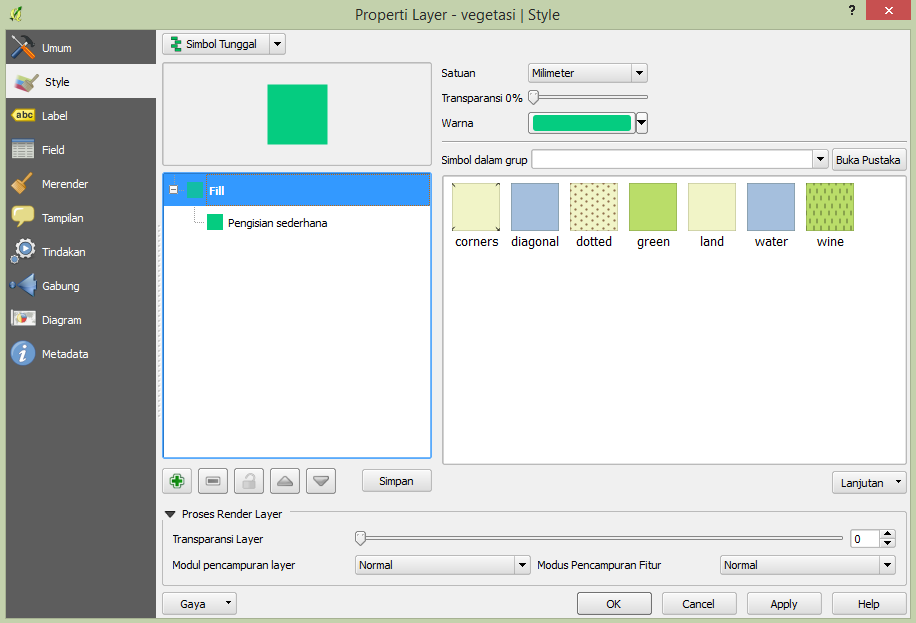 Properti Layer - vegetasi | Style
?
Umum
Style
abc Label
Field
Merender
Tampilan
Tindakan
Gabung
Diagram
Metadata
Simbol Tunggal
Fill
Pengisian sederhana
Simpan
Satuan Milimeter
Transparansi 0%
Warna
Simbol dalam grup Buka Pustaka
corners diagonal dotted green land water wine
Lanjutan
Proses Render Layer
Transparansi Layer 0
Modul pencampuran layer Normal Modus Pencampuran Fitur Normal
Gaya OK Cancel Apply Help